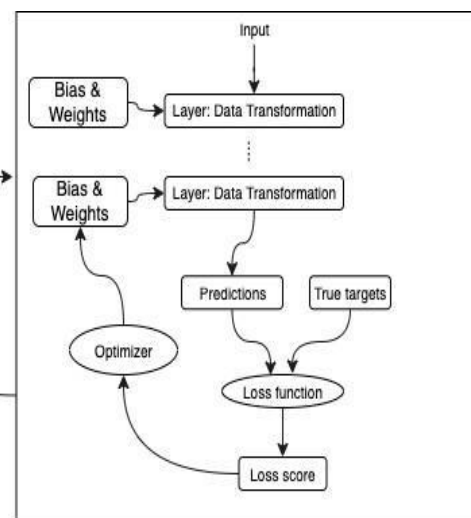 Input
Bias &
Weights
Layer: Data Transformation
Bias &
Weights
Layer: Data Transformation
Predictions
True targets
Optimizer
Loss function
Loss score